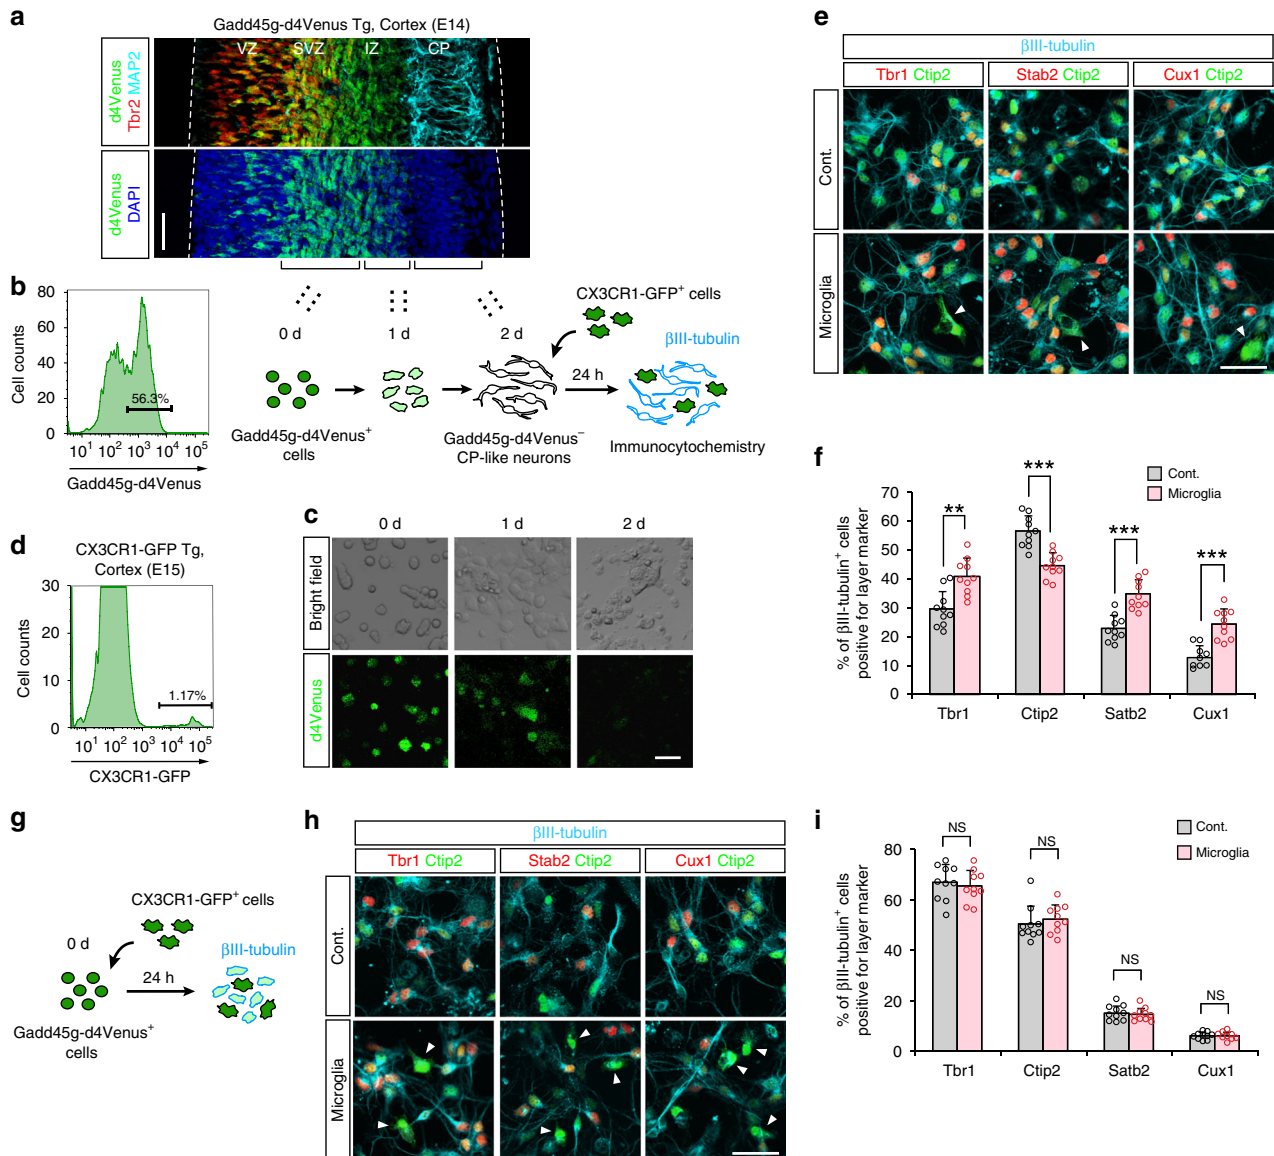 a
Gadd45g-d4Venus Tg, Cortex (E14)
d4Venus
Tbr2 MAP2
VZ SVZ IZ CP
d4Venus
DAPI
b
Cell counts
80
60
40
20
0
56.3%
10¹ 10² 10³ 10⁴ 10⁵
Gadd45g-d4Venus
0 d
1 d
2 d
CX3CR1-GFP⁺ cells
βIII-tubulin
24 h
Gadd45g-d4Venus⁺
cells
Gadd45g-d4Venus⁻
CP-like neurons
Immunocytochemistry
c
0 d 1 d 2 d
Bright field
d4Venus
d
CX3CR1-GFP Tg,
Cortex (E15)
Cell counts
30
20
10
0
1.17%
10¹ 10² 10³ 10⁴ 10⁵
CX3CR1-GFP
e
βIII-tubulin
Tbr1 Ctip2
Stab2 Ctip2
Cux1 Ctip2
Cont.
Microglia
f
% of βIII-tubulin⁺ cells
positive for layer marker
70
60
50
40
30
20
10
0
**
***
***
***
Cont.
Microglia
Tbr1 Ctip2 Satb2 Cux1
g
0 d
CX3CR1-GFP⁺ cells
βIII-tubulin
24 h
Gadd45g-d4Venus⁺
cells
h
βIII-tubulin
Tbr1 Ctip2
Stab2 Ctip2
Cux1 Ctip2
Cont.
Microglia
i
% of βIII-tubulin⁺ cells
positive for layer marker
80
60
40
20
0
NS
NS
NS
NS
Cont.
Microglia
Tbr1 Ctip2 Satb2 Cux1